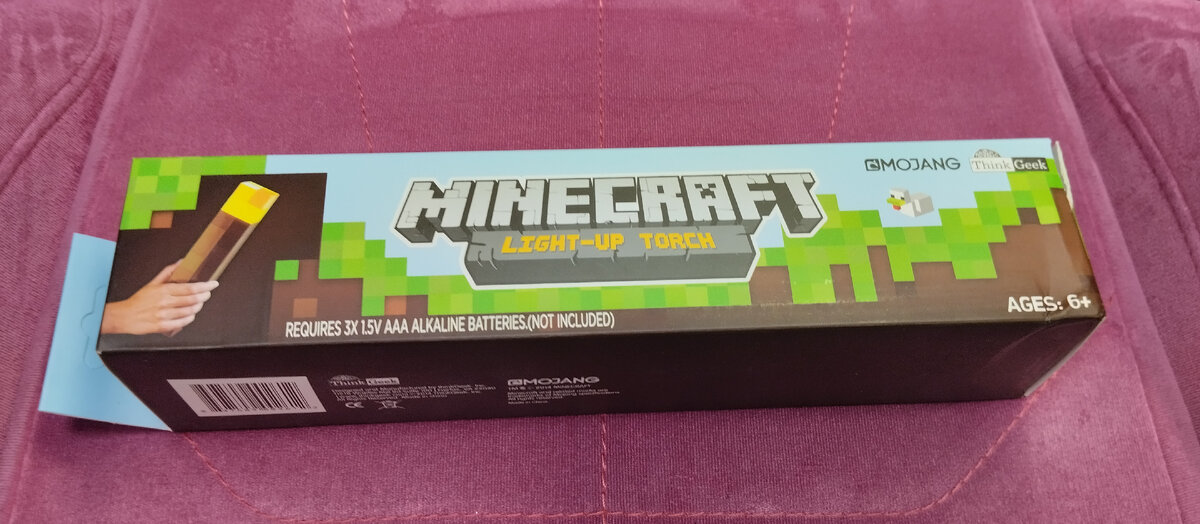 MOJANG
ThinkGeek
MINECRAFT
LIGHT-UP TORCH
REQUIRES 3X 1.5V AAA ALKALINE BATTERIES.(NOT INCLUDED)
AGES: 6+
ThinkGeek
MOJANG
Made in China